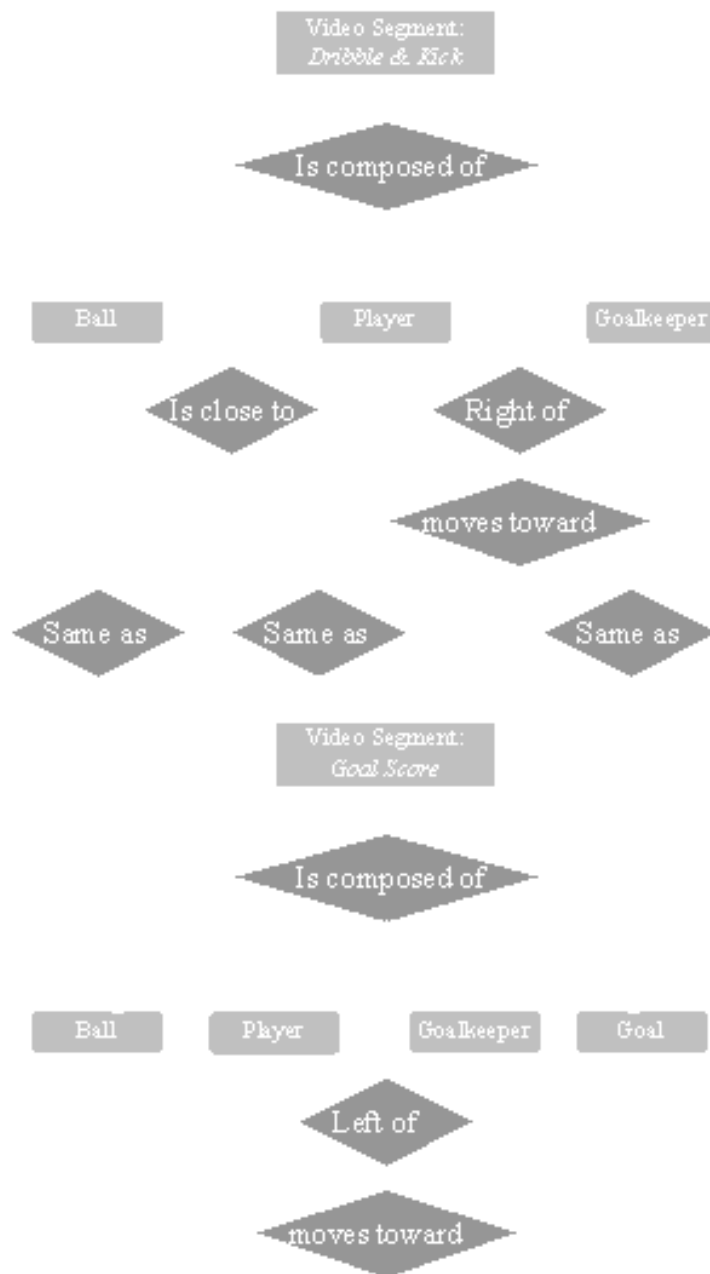 Video Segment:
Dribble & Kick
Is composed of
Ball
Player
Goalkeeper
Is close to
Right of
moves toward
Same as
Same as
Same as
Video Segment:
Goal Score
Is composed of
Ball
Player
Goalkeeper
Goal
Left of
moves toward